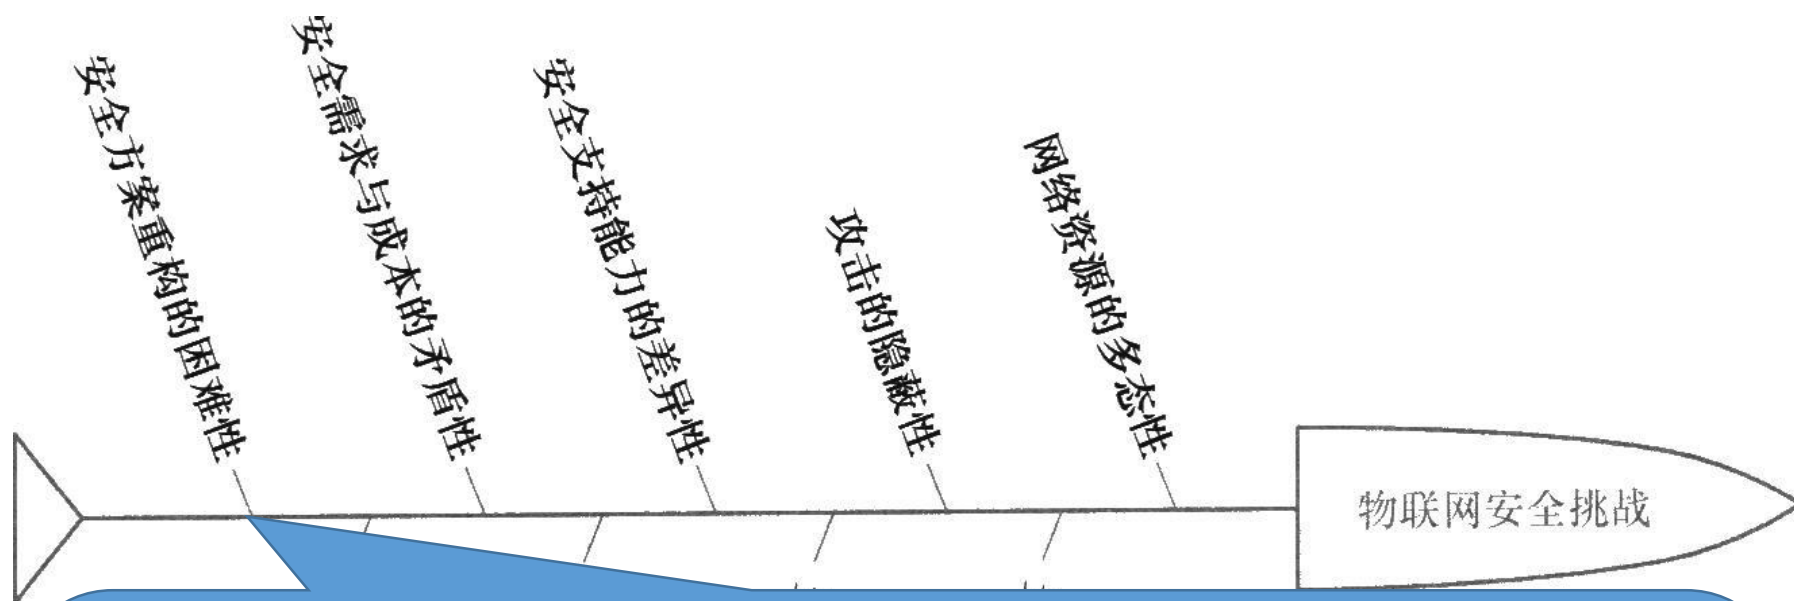 安全方案重构的困难性
安全需求与成本的矛盾性
安全支持能力的差异性
攻击的隐蔽性
网络资源的多态性
物联网安全挑战